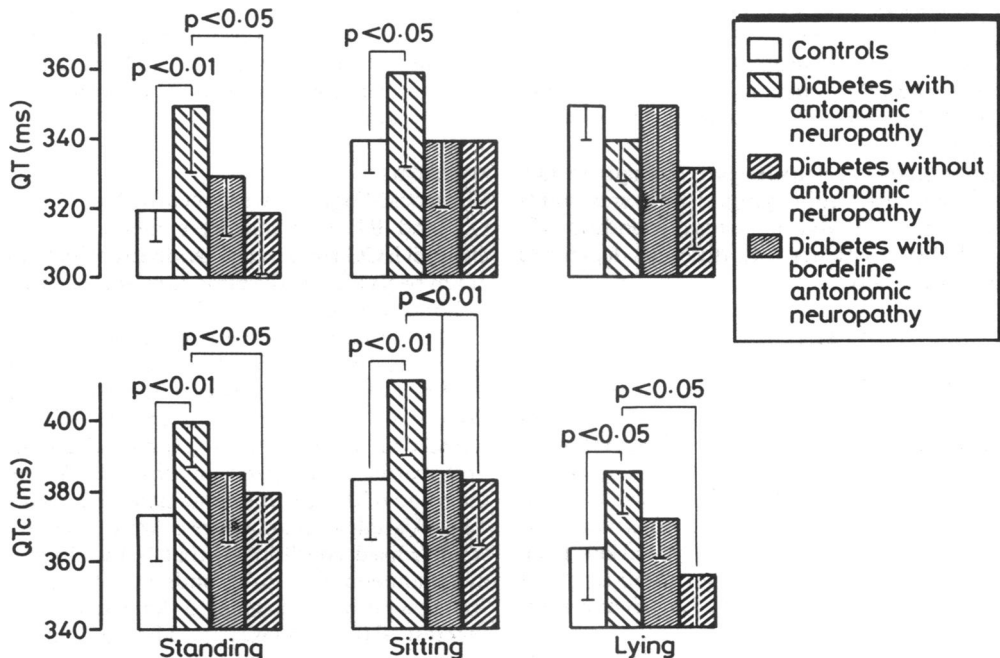 p<0·05
p<0·01
p<0·05
QT (ms)
360
340
320
300
Controls
Diabetes with
antonomic
neuropathy
Diabetes without
antonomic
neuropathy
Diabetes with
bordeline
antonomic
neuropathy
p<0·05
p<0·01
p<0·01
p<0·01
p<0·05
p<0·05
QTc (ms)
400
380
360
340
Standing
Sitting
Lying